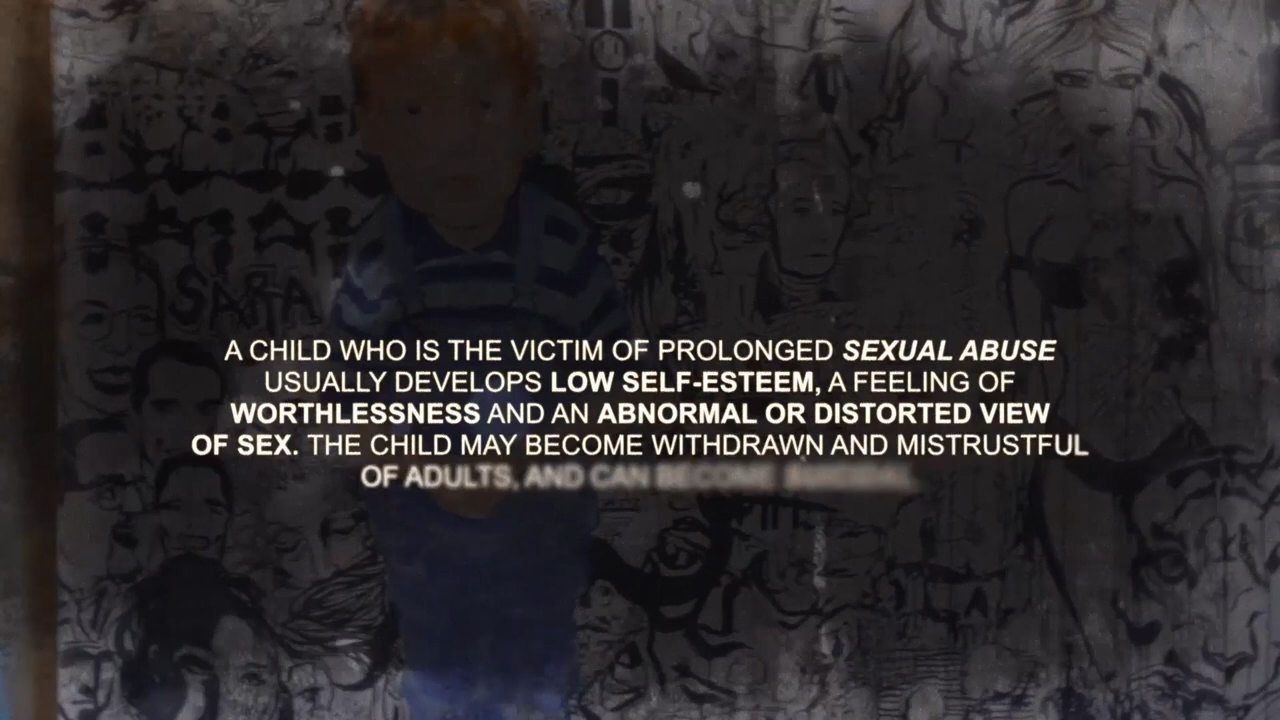 SARA
A CHILD WHO IS THE VICTIM OF PROLONGED SEXUAL ABUSE
USUALLY DEVELOPS LOW SELF-ESTEEM, A FEELING OF
WORTHLESSNESS AND AN ABNORMAL OR DISTORTED VIEW
OF SEX. THE CHILD MAY BECOME WITHDRAWN AND MISTRUSTFUL
OF ADULTS, AND CAN BECOME